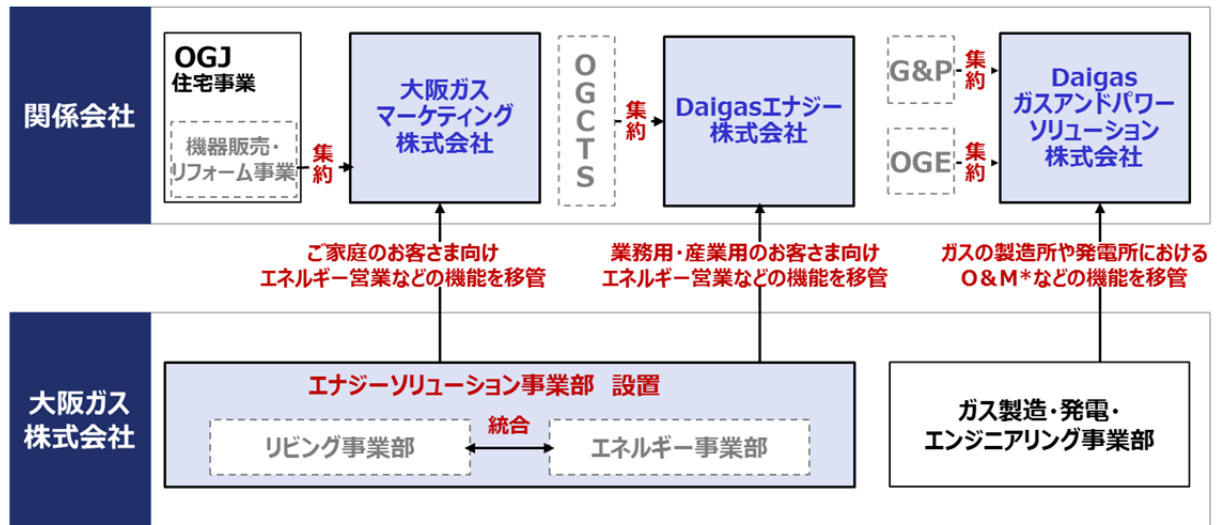 関係会社
OGJ
住宅事業
機器販売・
リフォーム事業
集約
大阪ガス
マーケティング
株式会社
OGCTS
集約
Daigasエナジー
株式会社
G&P
集約
OGE
集約
Daigas
ガスアンドパワー
ソリューション
株式会社
ご家庭のお客さま向け
エネルギー営業などの機能を移管
業務用・産業用のお客さま向け
エネルギー営業などの機能を移管
ガスの製造所や発電所における
O&M*などの機能を移管
大阪ガス
株式会社
エナジーソリューション事業部 設置
リビング事業部
統合
エネルギー事業部
ガス製造・発電・
エンジニアリング事業部